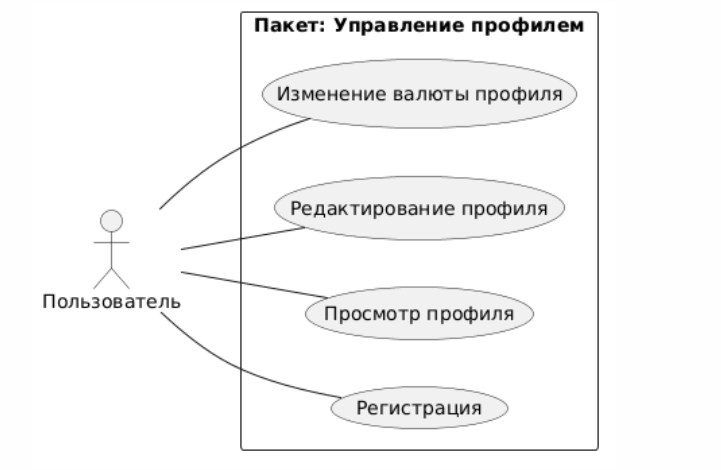 Пакет: Управление профилем
Изменение валюты профиля
Редактирование профиля
Пользователь
Просмотр профиля
Регистрация